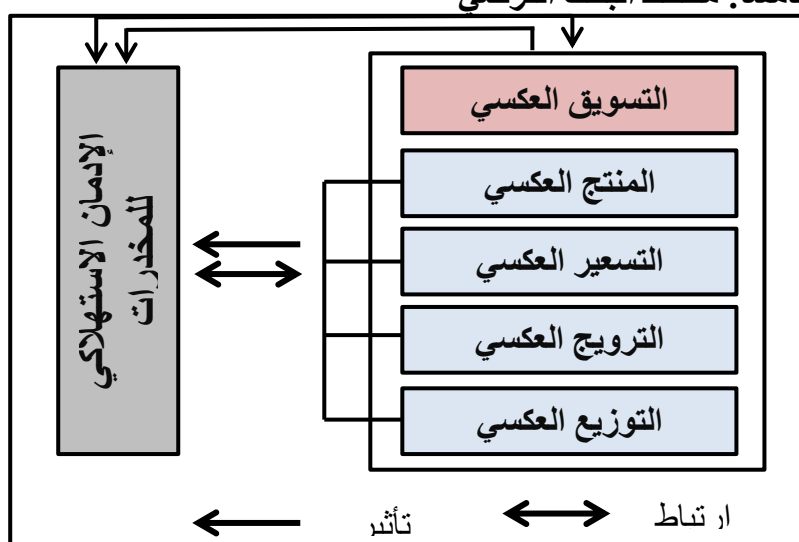 التسويق العكسي
المنتج العكسي
التسعير العكسي
الترويج العكسي
التوزيع العكسي
الإدمان الاستهلاكي
للمخدرات
ارتباط
تأثير